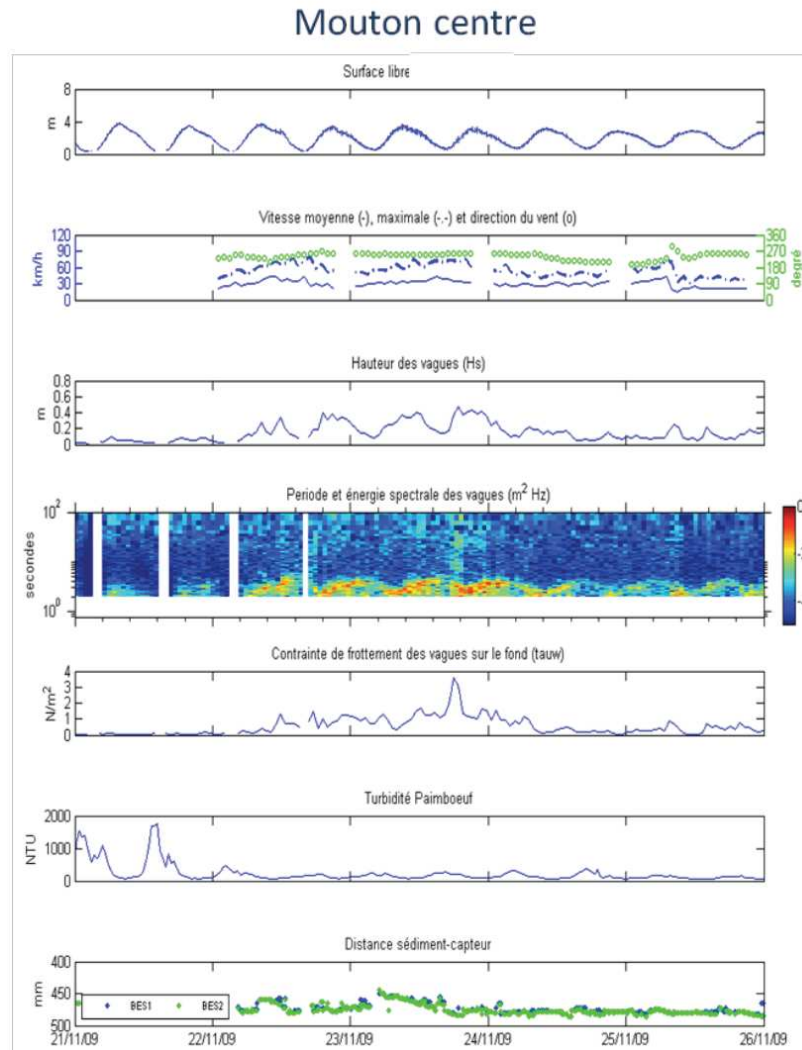 Mouton centre
Surface libre
8
4
0
m
Vitesse moyenne (-), maximale (-.-) et direction du vent (o)
120
90
60
30
0
km/h
360
270
180
90
0
degré
Hauteur des vagues (Hs)
0.8
0.6
0.4
0.2
0
m
Periode et énergie spectrale des vagues (m² Hz)
10²
10⁰
secondes
0
Contrainte de frottement des vagues sur le fond (tauw)
4
3
2
1
0
N/m²
Turbidité Paimboeuf
2000
1000
0
NTU
Distance sédiment-capteur
400
450
500
mm
BES1 BES2
21/11/09 22/11/09 23/11/09 24/11/09 25/11/09 26/11/09